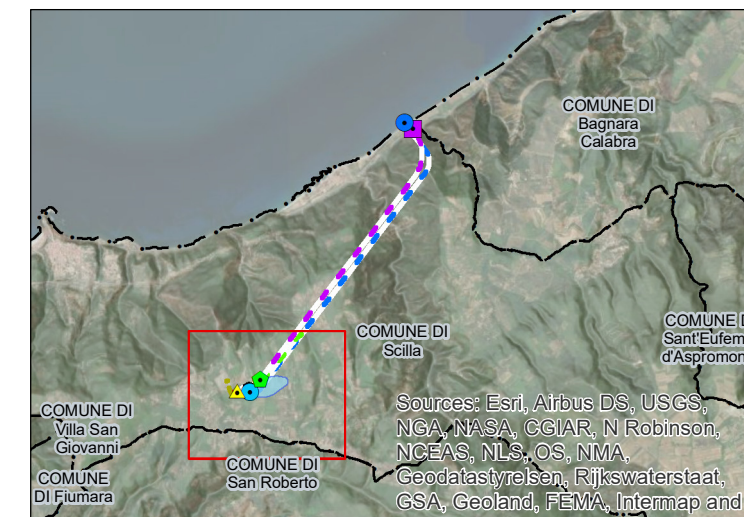 COMUNE DI
Bagnara
Calabra
COMUNE DI
Scilla
COMUNE D
Sant'Eufem
d'Aspromon
COMUNE DI
Villa San
Giovanni
COMUNE
DI Fiumara
COMUNE DI
San Roberto
Sources: Esri, Airbus DS, USGS,
NGA, NASA, CGIAR, N Robinson,
NCEAS, NLS, OS, NMA,
Geodatastyrelsen, Rijkswaterstaat,
GSA, Geoland, FEMA, Intermap and